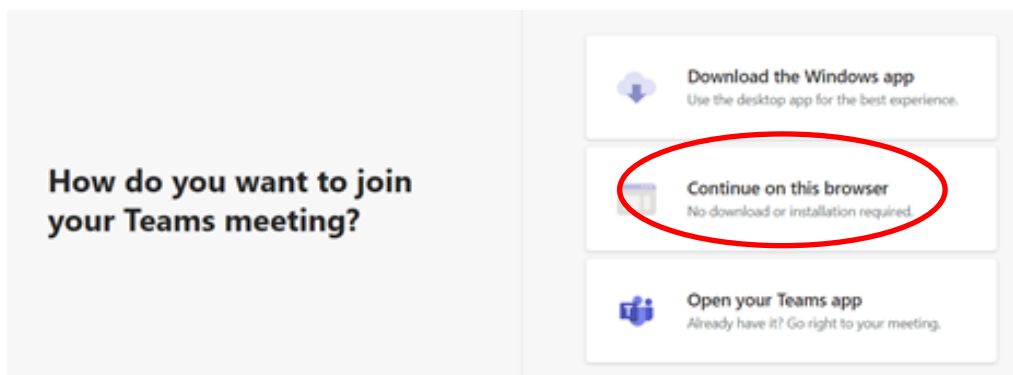 How do you want to join
your Teams meeting?
Download the Windows app
Use the desktop app for the best experience.
Continue on this browser
No download or installation required.
Open your Teams app
Already have it? Go right to your meeting.